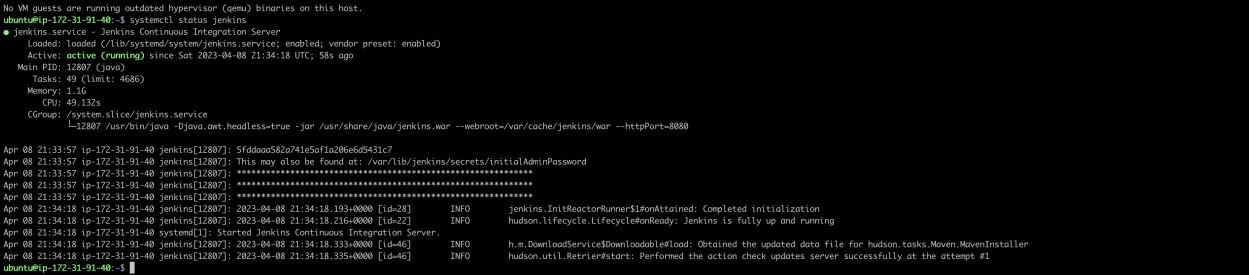 No VM guests are running outdated hypervisor (qemu) binaries on this host.
ubuntu@ip-172-31-91-40:~$ systemctl status jenkins
● jenkins.service - Jenkins Continuous Integration Server
Loaded: loaded (/lib/systemd/system/jenkins.service; enabled; vendor preset: enabled)
Active: active (running) since Sat 2023-04-08 21:34:18 UTC; 58s ago
Main PID: 12807 (java)
Tasks: 49 (limit: 4686)
Memory: 1.1G
CPU: 49.132s
CGroup: /system.slice/jenkins.service
└─12807 /usr/bin/java -Djava.awt.headless=true -jar /usr/share/java/jenkins.war --webroot=/var/cache/jenkins/war --httpPort=8080
Apr 08 21:33:57 ip-172-31-91-40 jenkins[12807]: 5fddaaa582a741e5af1a206e6d5431c7
Apr 08 21:33:57 ip-172-31-91-40 jenkins[12807]: This may also be found at: /var/lib/jenkins/secrets/initialAdminPassword
Apr 08 21:33:57 ip-172-31-91-40 jenkins[12807]: *************************************************************
Apr 08 21:33:57 ip-172-31-91-40 jenkins[12807]: *************************************************************
Apr 08 21:33:57 ip-172-31-91-40 jenkins[12807]: *************************************************************
Apr 08 21:34:18 ip-172-31-91-40 jenkins[12807]: 2023-04-08 21:34:18.193+0000 [id=28] INFO jenkins.InitReactorRunner$1#onAttained: Completed initialization
Apr 08 21:34:18 ip-172-31-91-40 jenkins[12807]: 2023-04-08 21:34:18.216+0000 [id=22] INFO hudson.lifecycle.Lifecycle#onReady: Jenkins is fully up and running
Apr 08 21:34:18 ip-172-31-91-40 systemd[1]: Started Jenkins Continuous Integration Server.
Apr 08 21:34:18 ip-172-31-91-40 jenkins[12807]: 2023-04-08 21:34:18.333+0000 [id=46] INFO h.m.DownloadService$Downloadable#load: Obtained the updated data file for hudson.tasks.Maven.MavenInstaller
Apr 08 21:34:18 ip-172-31-91-40 jenkins[12807]: 2023-04-08 21:34:18.335+0000 [id=46] INFO hudson.util.Retrier#start: Performed the action check updates server successfully at the attempt #1
ubuntu@ip-172-31-91-40:~$